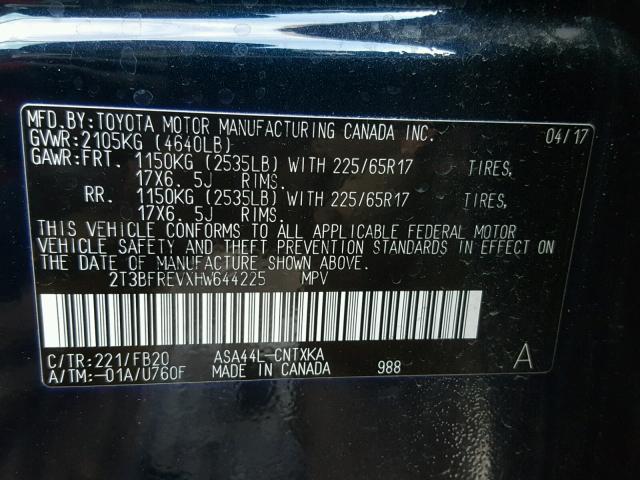 MFD.BY:TOYOTA MOTOR MANUFACTURING CANADA INC. 04/17
GVWR:2105KG (4640LB)
GAWR:FRT. 1150KG (2535LB) WITH 225/65R17 TIRES,
17X6.5J RIMS.
RR. 1150KG (2535LB) WITH 225/65R17 TIRES,
17X6.5J RIMS.
THIS VEHICLE CONFORMS TO ALL APPLICABLE FEDERAL MOTOR
VEHICLE SAFETY AND THEFT PREVENTION STANDARDS IN EFFECT ON
THE DATE OF MANUFACTURE SHOWN ABOVE.
2T3BFREVXHW644225 MPV
C/TR:221/FB20 ASA44L-CNTXKA A
A/TM:-01A/U760F MADE IN CANADA 988